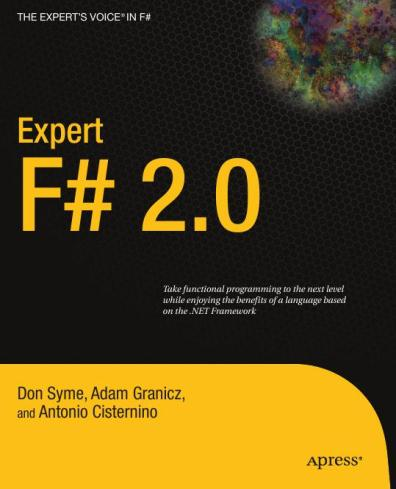 THE EXPERT'S VOICE® IN F#
Expert
F# 2.0
Take functional programming to the next level
while enjoying the benefits of a language based
on the .NET Framework
Don Syme, Adam Granicz,
and Antonio Cisternino
Apress®